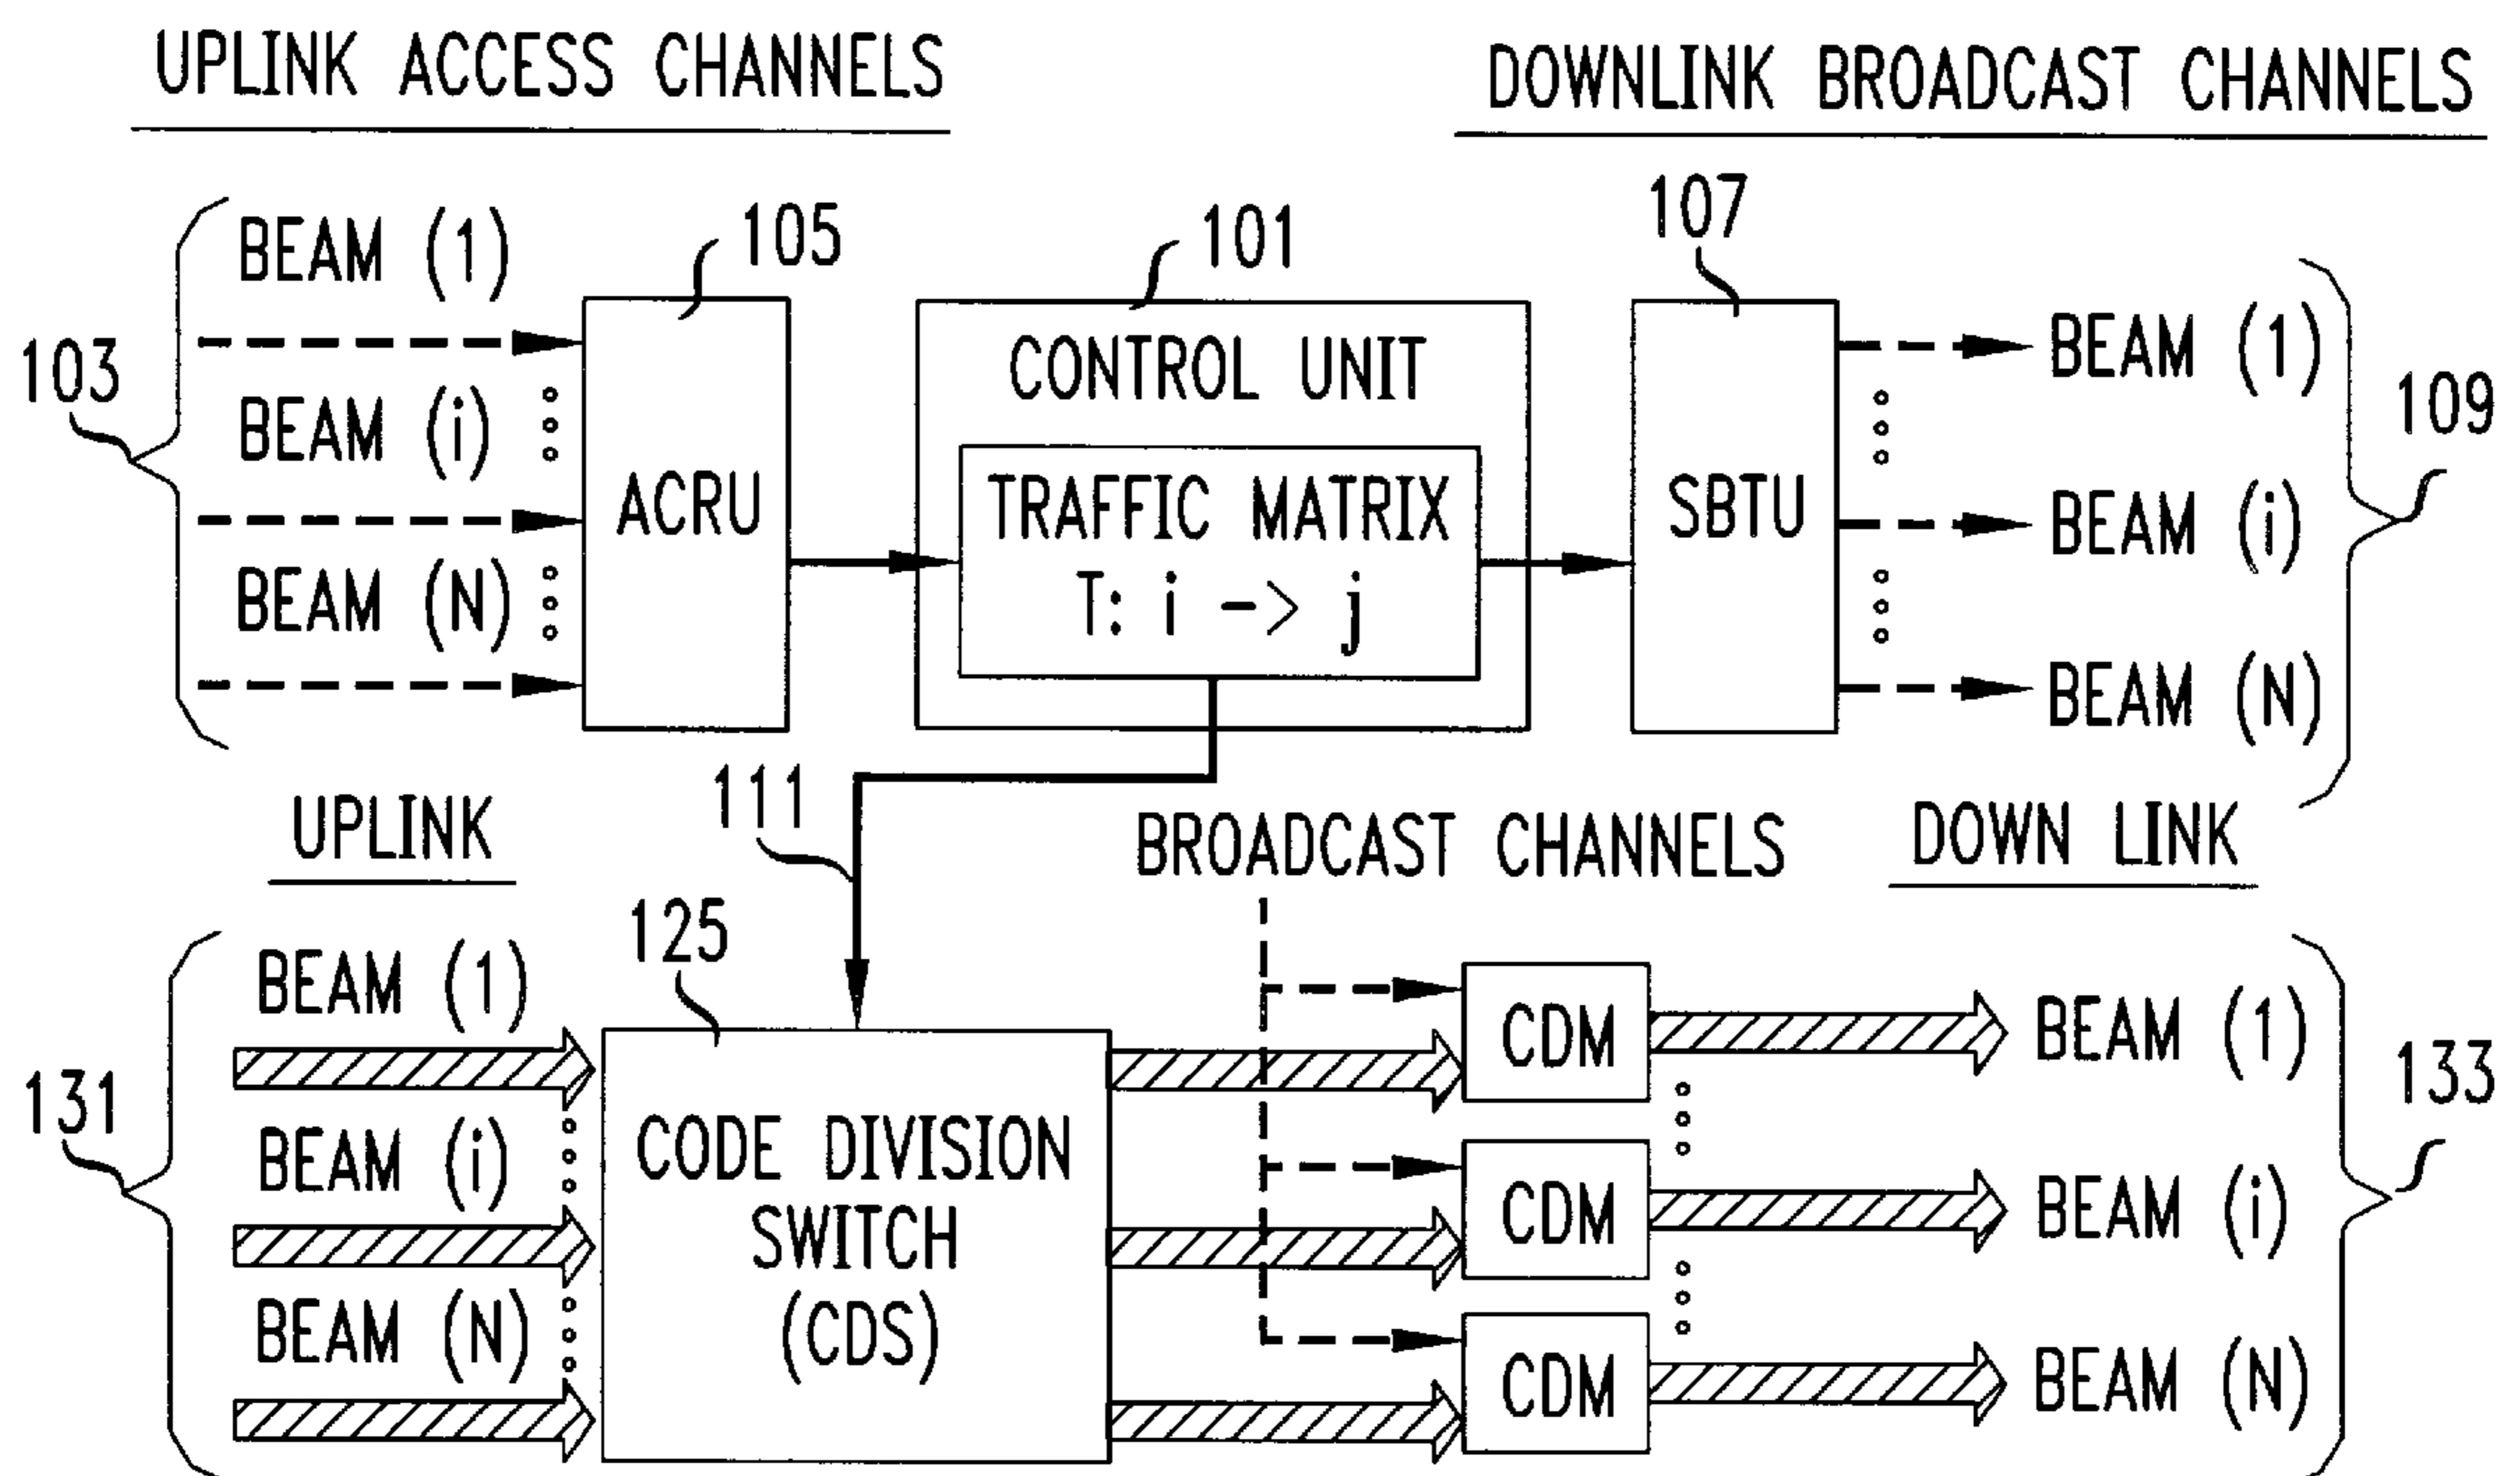 UPLINK ACCESS CHANNELS
DOWNLINK BROADCAST CHANNELS
103
BEAM (1)
BEAM (i)
BEAM (N)
105
ACRU
101
CONTROL UNIT
TRAFFIC MATRIX
T: i -> j
107
SBTU
BEAM (1)
BEAM (i)
BEAM (N)
109
111
UPLINK
BROADCAST CHANNELS
DOWN LINK
131
BEAM (1)
BEAM (i)
BEAM (N)
125
CODE DIVISION
SWITCH
(CDS)
CDM
CDM
CDM
BEAM (1)
BEAM (i)
BEAM (N)
133